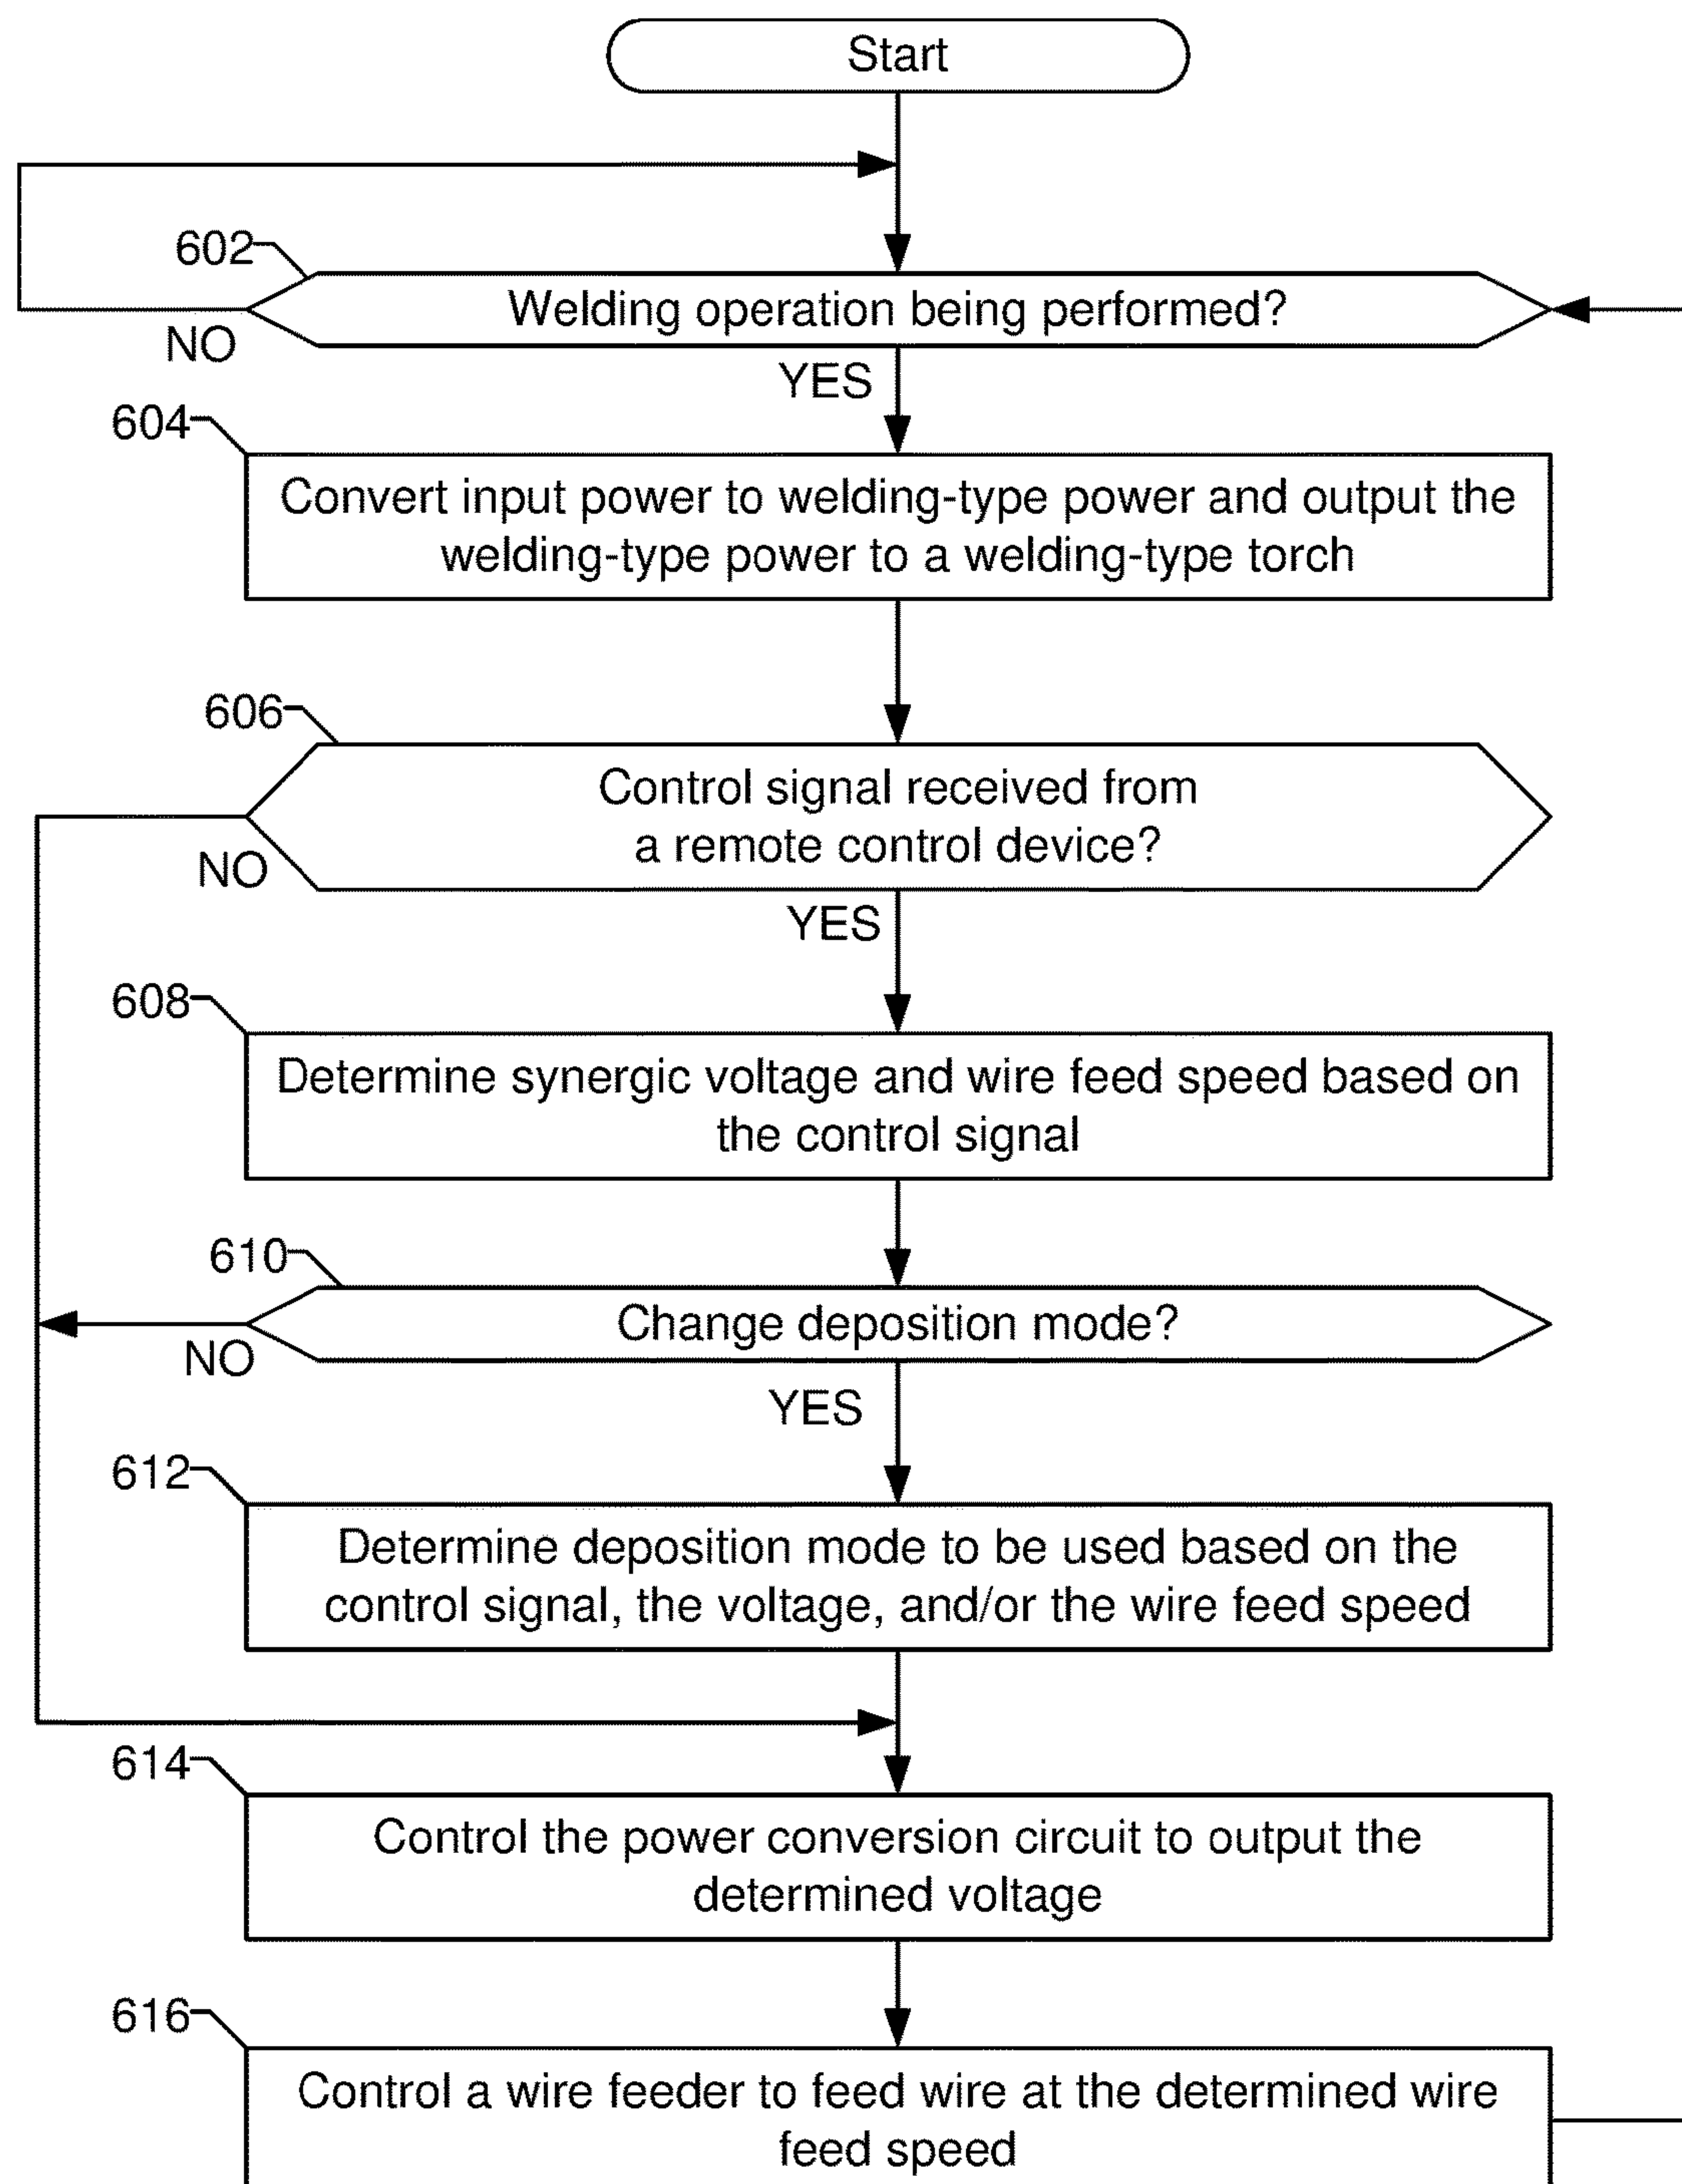 Start
602
Welding operation being performed?
NO
YES
604
Convert input power to welding-type power and output the
welding-type power to a welding-type torch
606
Control signal received from
a remote control device?
NO
YES
608
Determine synergic voltage and wire feed speed based on
the control signal
610
Change deposition mode?
NO
YES
612
Determine deposition mode to be used based on the
control signal, the voltage, and/or the wire feed speed
614
Control the power conversion circuit to output the
determined voltage
616
Control a wire feeder to feed wire at the determined wire
feed speed